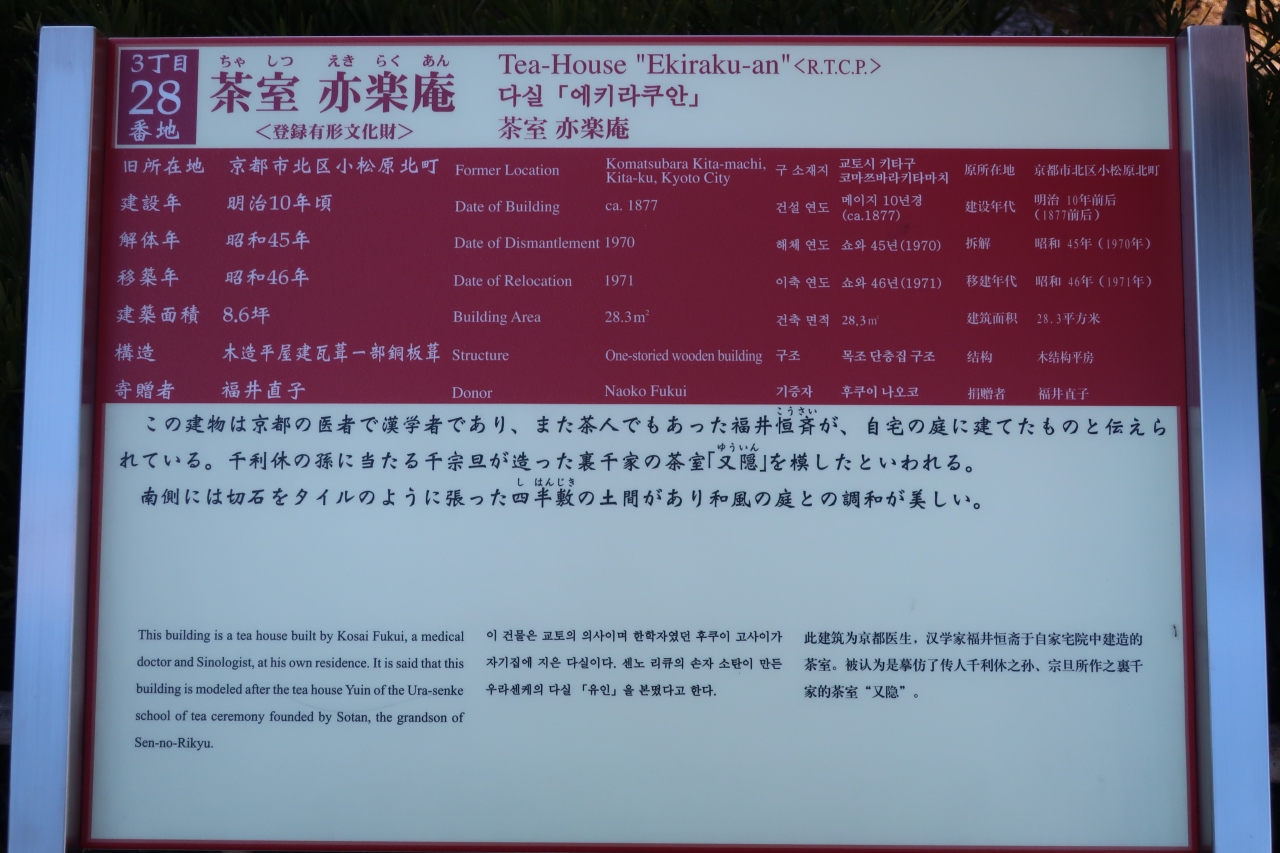 3丁目
28
番地
ちゃ しつ えき らく あん
茶室 亦楽庵
<登録有形文化財>
Tea-House "Ekiraku-an"<R.T.C.P.>
다실「에키라쿠안」
茶室 亦楽庵
旧所在地 京都市北区小松原北町
建設年 明治10年頃
解体年 昭和45年
移築年 昭和46年
建築面積 8.6坪
構造 木造平屋建瓦葺一部銅板葺
寄贈者 福井直子
Former Location Komatsubara Kita-machi,
Kita-ku, Kyoto City
Date of Building ca. 1877
Date of Dismantlement 1970
Date of Relocation 1971
Building Area 28.3m²
Structure One-storied wooden building
Donor Naoko Fukui
구 소재지 교토시 키타구
코마쯔바라키타마치
건설 연도 메이지 10년경
(ca.1877)
해체 연도 쇼와 45년(1970)
이축 연도 쇼와 46년(1971)
건축 면적 28.3㎡
구조 목조 단층집 구조
기증자 후쿠이 나오코
原所在地 京都市北区小松原北町
建设年代 明治 10年前后
(1877前后)
拆解 昭和 45年(1970年)
移建年代 昭和 46年(1971年)
建筑面积 28.3平方米
结构 木结构平房
捐赠者 福井直子
こうさい
この建物は京都の医者で漢学者であり、また茶人でもあった福井恒斉が、自宅の庭に建てたものと伝えら
ゆういん
れている。千利休の孫に当たる千宗旦が造った裏千家の茶室「又隠」を模したといわれる。
し はんじき
南側には切石をタイルのように張った四半敷の土間があり和風の庭との調和が美しい。
This building is a tea house built by Kosai Fukui, a medical
doctor and Sinologist, at his own residence. It is said that this
building is modeled after the tea house Yuin of the Ura-senke
school of tea ceremony founded by Sotan, the grandson of
Sen-no-Rikyu.
이 건물은 교토의 의사이며 한학자였던 후쿠이 고사이가
자기집에 지은 다실이다. 센노 리큐의 손자 소탄이 만든
우라센케의 다실「유인」을 본떴다고 한다.
此建筑为京都医生，汉学家福井恒斋于自家宅院中建造的
茶室。被认为是摹仿了传人千利休之孙、宗旦所作之裏千
家的茶室“又隐”。